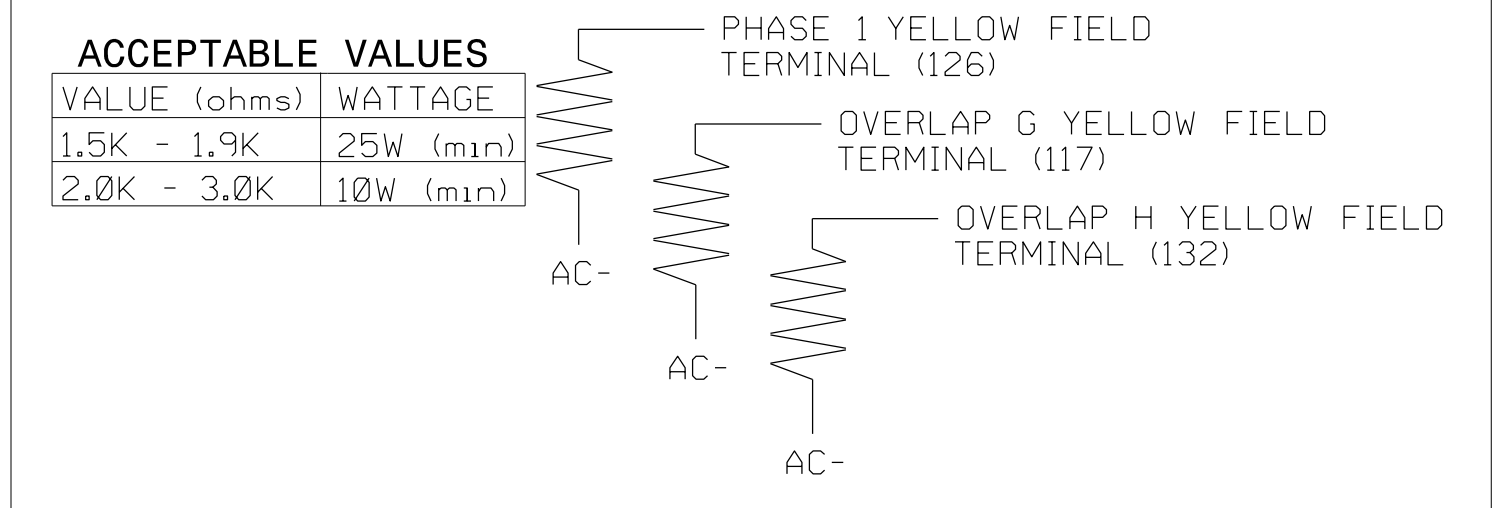 ACCEPTABLE VALUES
VALUE (ohms) WATTAGE
1.5K - 1.9K 25W (min)
2.0K - 3.0K 10W (min)
PHASE 1 YELLOW FIELD
TERMINAL (126)
AC-
OVERLAP G YELLOW FIELD
TERMINAL (117)
AC-
OVERLAP H YELLOW FIELD
TERMINAL (132)
AC-